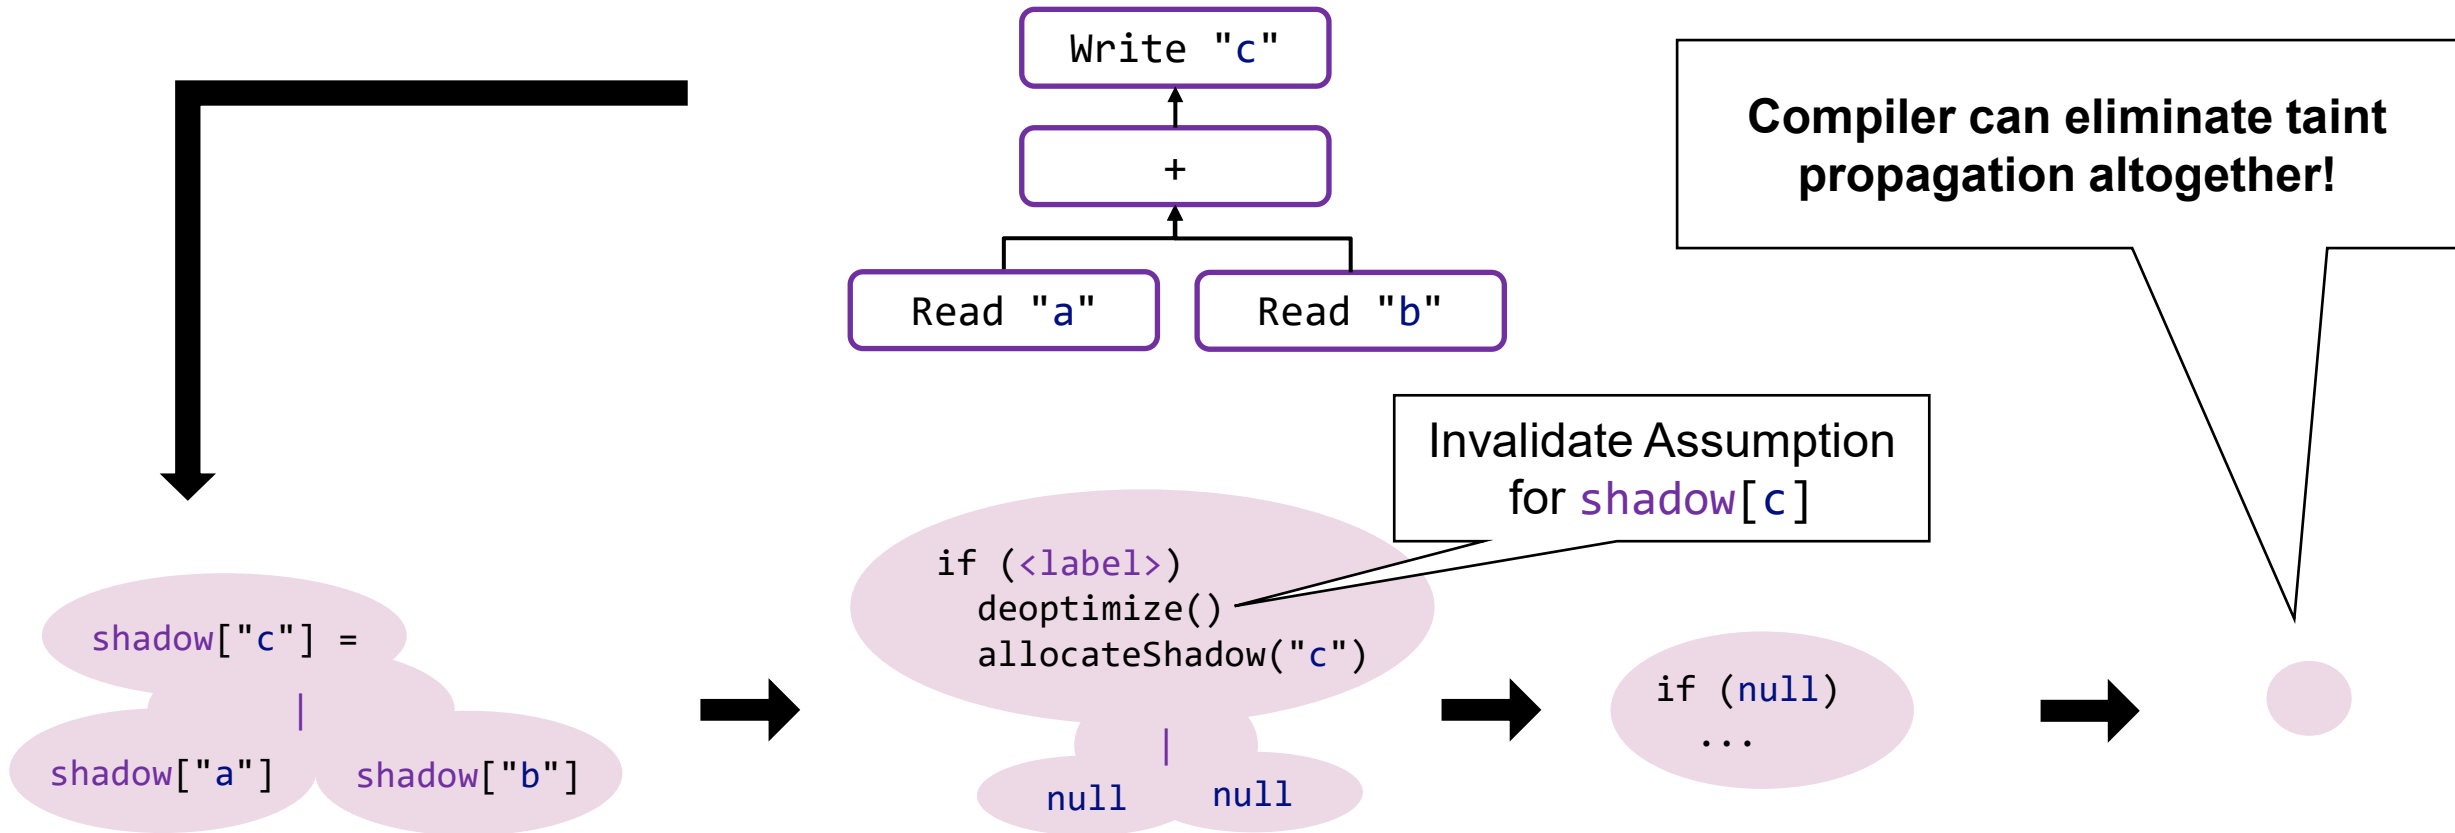 Write "c"
+
Read "a"
Read "b"
Compiler can eliminate taint
propagation altogether!
Invalidate Assumption
for shadow[c]
shadow["c"] =
|
shadow["a"]
shadow["b"]
if (<label>)
deoptimize()
allocateShadow("c")
|
null
null
if (null)
...